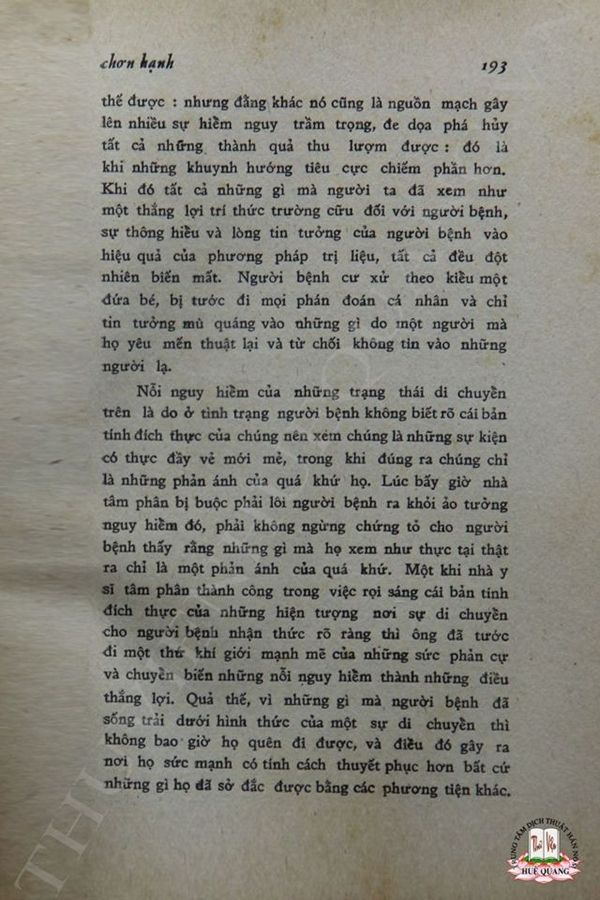 chơn hạnh 193
thế được : nhưng đằng khác nó cũng là nguồn mạch gây
lên nhiều sự hiểm nguy trầm trọng, đe dọa phá hủy
tất cả những thành quả thu lượm được : đó là
khi những khuynh hướng tiêu cực chiếm phần hơn.
Khi đó tất cả những gì mà người ta đã xem như
một thắng lợi trí thức trường cữu đối với người bệnh,
sự thông hiểu và lòng tin tưởng của người bệnh vào
hiệu quả của phương pháp trị liệu, tất cả đều đột
nhiên biến mất. Người bệnh cư xử theo kiểu một
đứa bé, bị tước đi mọi phán đoán cá nhân và chỉ
tin tưởng mù quáng vào những gì do một người mà
họ yêu mến thuật lại và từ chối không tin vào những
người lạ.
Nỗi nguy hiểm của những trạng thái di chuyển
trên là do ở tình trạng người bệnh không biết rõ cái bản
tính đích thực của chúng nên xém chúng là những sự kiện
có thực đầy vẻ mới mẻ, trong khi đúng ra chúng chỉ
là những phản ánh của quá khứ họ. Lúc bấy giờ nhà
tâm phân bị buộc phải lôi người bệnh ra khỏi ảo tưởng
nguy hiểm đó, phải không ngừng chứng tỏ cho người
bệnh thấy rằng những gì mà họ xem như thực tại thật
ra chỉ là một phản ánh của quá khứ. Một khi nhà y
sĩ tâm phân thành công trong việc rọi sáng cái bản tính
đích thực của những hiện tượng nơi sự di chuyển
cho người bệnh nhận thức rõ ràng thì ông đã tước
đi một thứ khí giới mạnh mẽ của những sức phản cự
và chuyển biến những nỗi nguy hiểm thành những điều
thắng lợi. Quả thế, vì những gì mà người bệnh đã
sống trải dưới hình thức của một sự di chuyển thì
không bao giờ họ quên đi được, và điều đó gây ra
nơi họ sức mạnh có tính cách thuyết phục hơn bất cứ
những gì họ đã sở đắc được bằng các phương tiện khác.
TRUNG TÂM DỊCH THUẬT HÁN NÔM
HUỆ QUANG